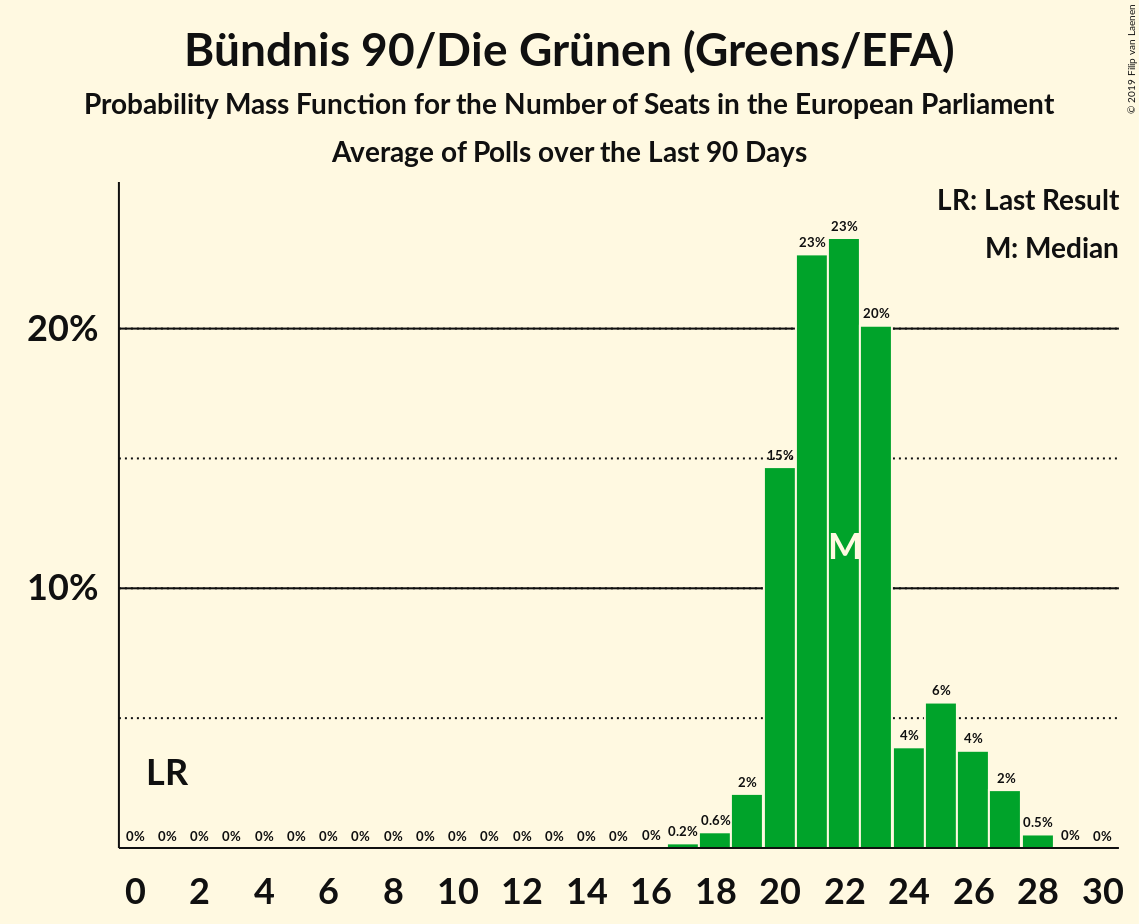 Bündnis 90/Die Grünen (Greens/EFA)
Probability Mass Function for the Number of Seats in the European Parliament
Average of Polls over the Last 90 Days
© 2019 Filip van Laenen
LR: Last Result
M: Median
20%
10%
LR
M
0% 0% 0% 0% 0% 0% 0% 0% 0% 0% 0% 0% 0% 0% 0% 0% 0% 0.2% 0.6% 2% 15% 23% 23% 20% 4% 6% 4% 2% 0.5% 0% 0%
0 2 4 6 8 10 12 14 16 18 20 22 24 26 28 30